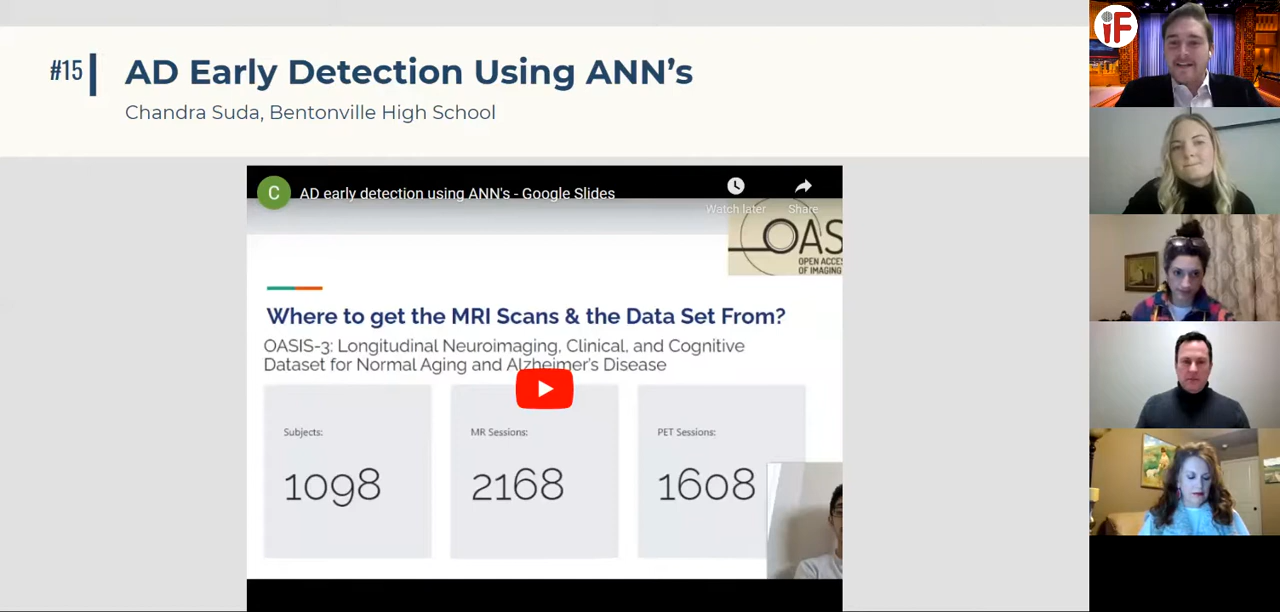 #15
AD Early Detection Using ANN's
Chandra Suda, Bentonville High School
C
AD early detection using ANN's - Google Slides
Watch later
Share
OAS
OPEN ACCES
OF IMAGING
Where to get the MRI Scans & the Data Set From?
OASIS-3: Longitudinal Neuroimaging, Clinical, and Cognitive
Dataset for Normal Aging and Alzheimer's Disease
Subjects:
MR Sessions:
PET Sessions:
1098
2168
1608
iF